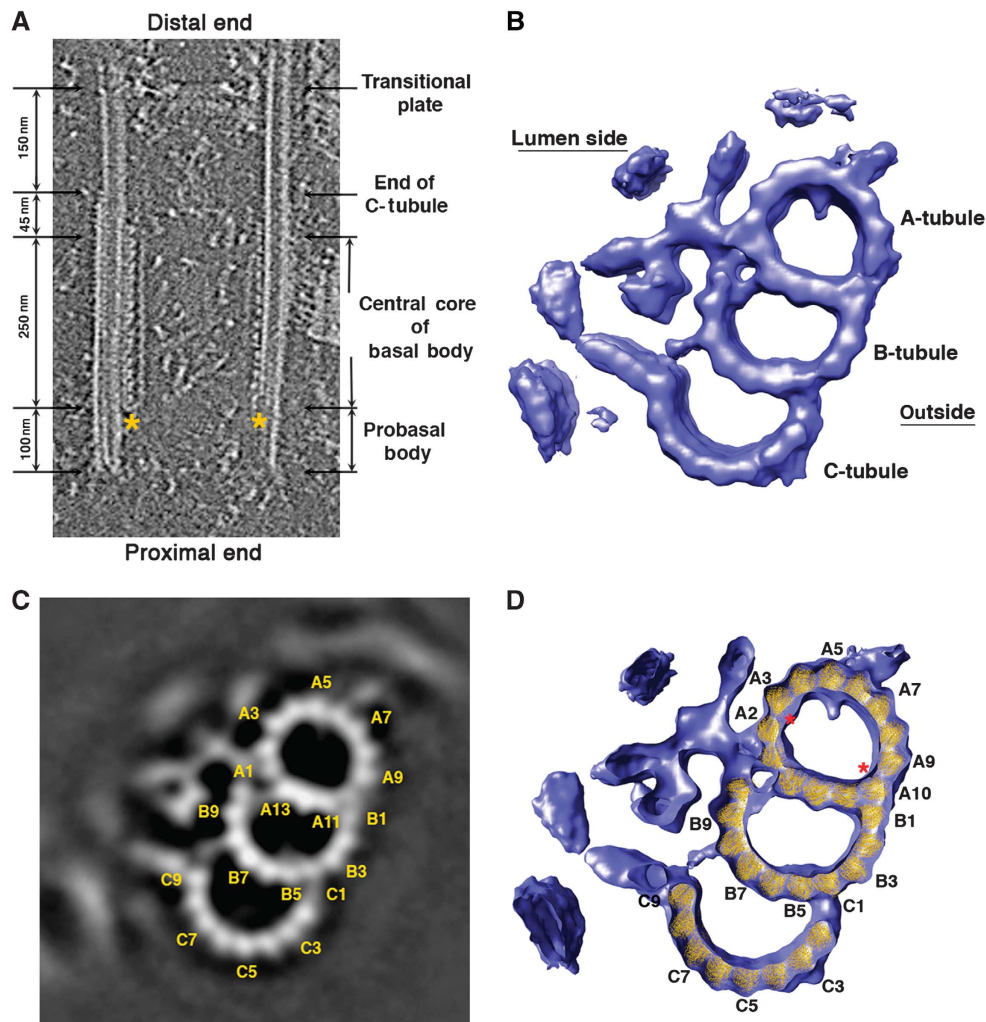 A
Distal end
Transitional
plate
150 nm
End of
C-tubule
45 nm
250 nm
Central core
of
basal body
*
*
100 nm
Probasal
body
Proximal end
B
Lumen side
A-tubule
B-tubule
Outside
C-tubule
C
A5
A3
A7
A1
A9
B9
A13
A11
B1
B7
B3
C9
B5
C1
C7
C3
C5
D
A5
A3
A7
A2
*
*
A9
A10
B1
B9
B3
B7
B5
C1
C9
C7
C3
C5